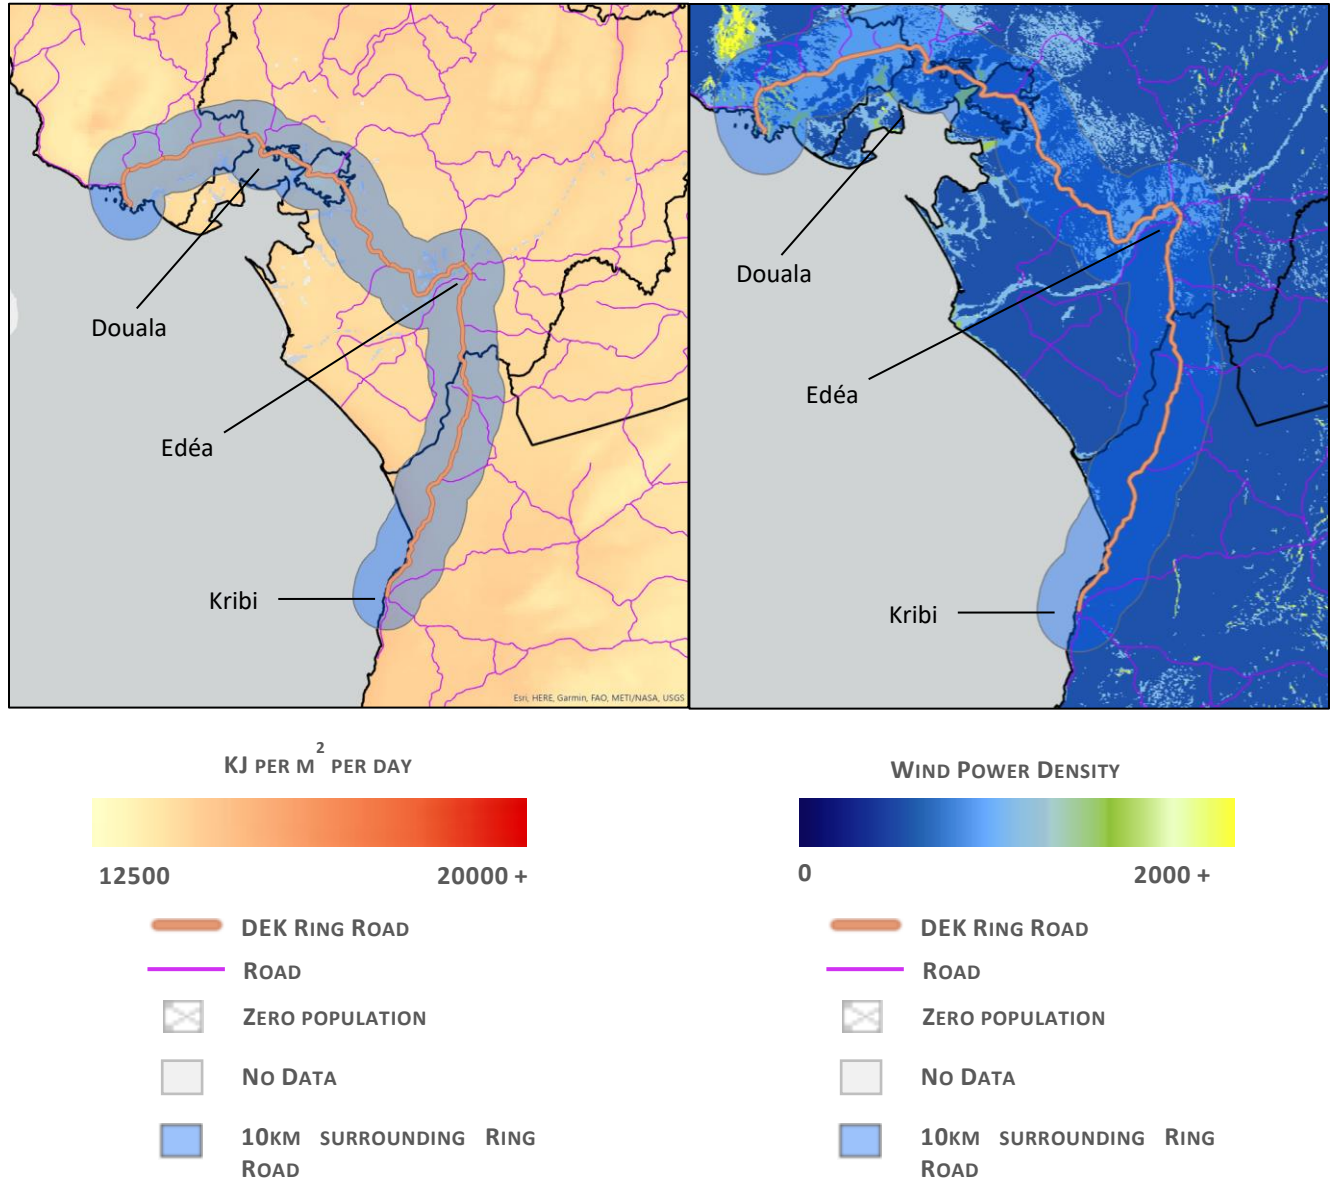 Douala
Edéa
Kribi
Esri, HERE, Garmin, FAO, METI/NASA, USGS
Douala
Edéa
Kribi
KJ PER M² PER DAY
12500 20000 +
DEK RING ROAD
ROAD
ZERO POPULATION
NO DATA
10KM SURROUNDING RING
ROAD
WIND POWER DENSITY
0 2000 +
DEK RING ROAD
ROAD
ZERO POPULATION
NO DATA
10KM SURROUNDING RING
ROAD